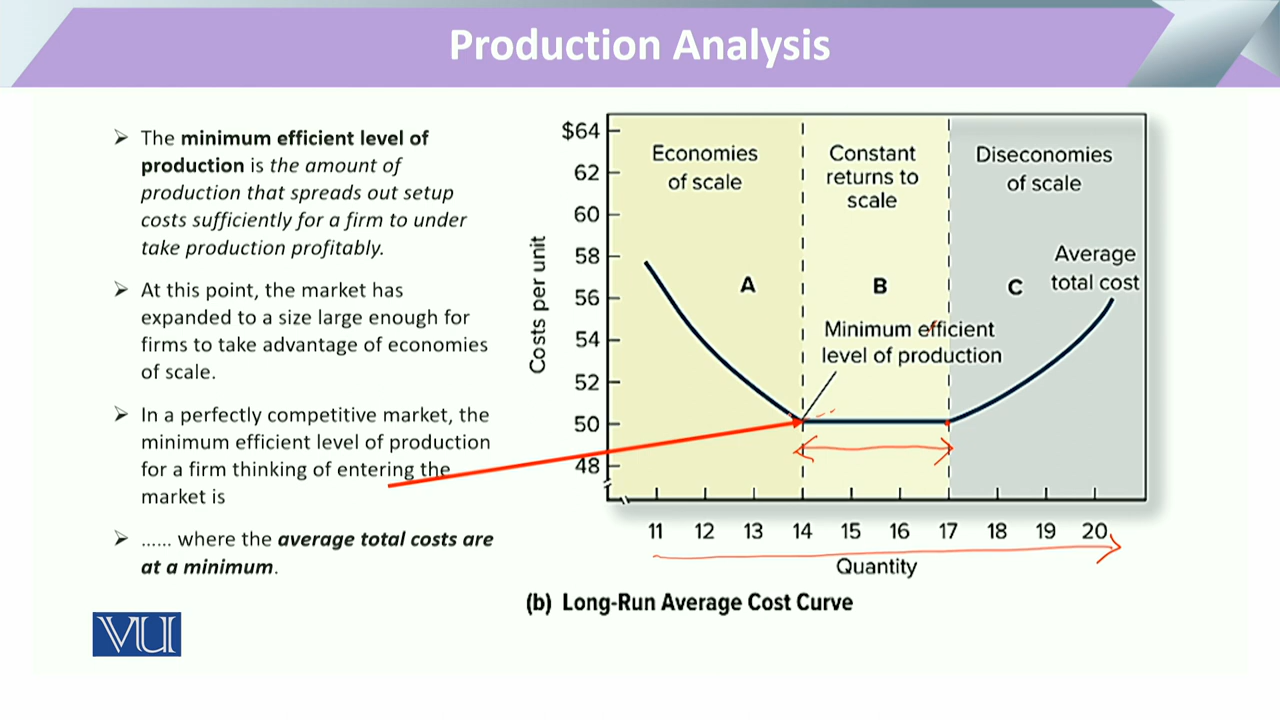 Production Analysis
➢ The minimum efficient level of
production is the amount of
production that spreads out setup
costs sufficiently for a firm to under
take production profitably.
➢ At this point, the market has
expanded to a size large enough for
firms to take advantage of economies
of scale.
➢ In a perfectly competitive market, the
minimum efficient level of production
for a firm thinking of entering the
market is
➢ ...... where the average total costs are
at a minimum.
VU
Costs per unit
$64
62
60
58
56
54
52
50
48
Economies
of scale
Constant
returns to
scale
Diseconomies
of scale
A
B
C
Average
total cost
Minimum efficient
level of production
11 12 13 14 15 16 17 18 19 20
Quantity
(b) Long-Run Average Cost Curve